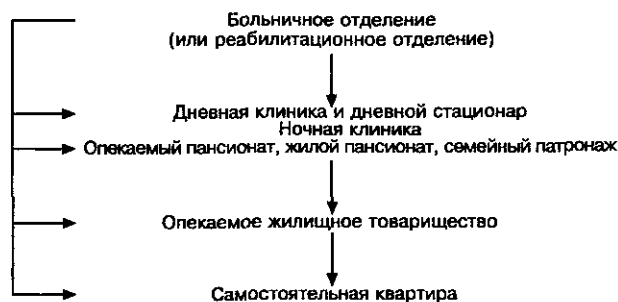 Больничное отделение
(или реабилитационное отделение)
Дневная клиника и дневной стационар
Ночная клиника
Опекаемый пансионат, жилой пансионат, семейный патронаж
Опекаемое жилищное товарищество
Самостоятельная квартира